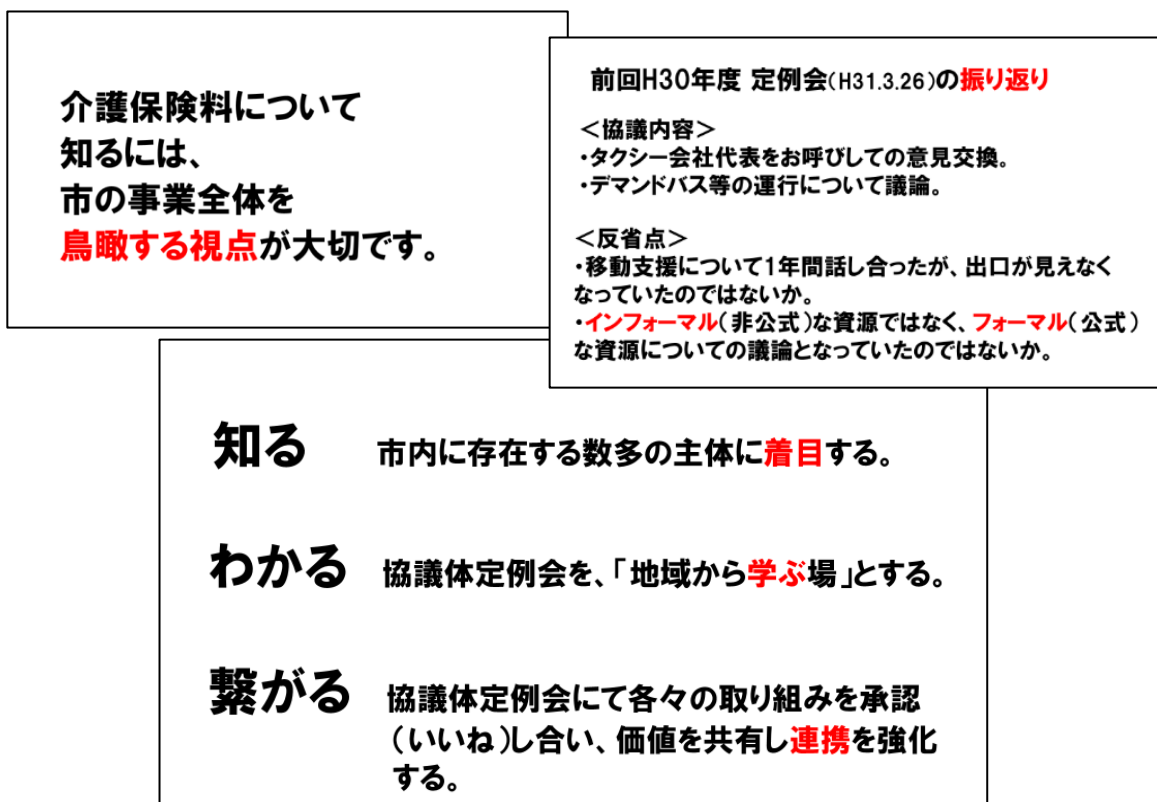 介護保険料について
知るには、
市の事業全体を
鳥瞰する視点が大切です。
前回H30年度 定例会(H31.3.26)の振り返り
＜協議内容＞
・タクシー会社代表をお呼びしての意見交換。
・デマンドバス等の運行について議論。
＜反省点＞
・移動支援について1年間話し合ったが、出口が見えなく
なっていたのではないか。
・インフォーマル(非公式)な資源ではなく、フォーマル(公式)
な資源についての議論となっていたのではないか。
知る 市内に存在する数多の主体に着目する。
わかる 協議体定例会を、「地域から学ぶ場」とする。
繋がる 協議体定例会にて各々の取り組みを承認
(いいね)し合い、価値を共有し連携を強化
する。